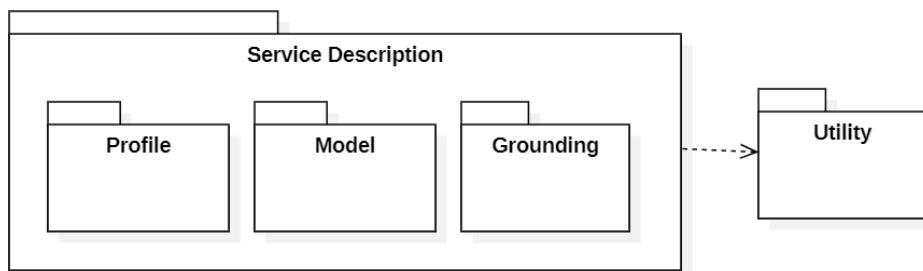 Service Description
Profile
Model
Grounding
Utility